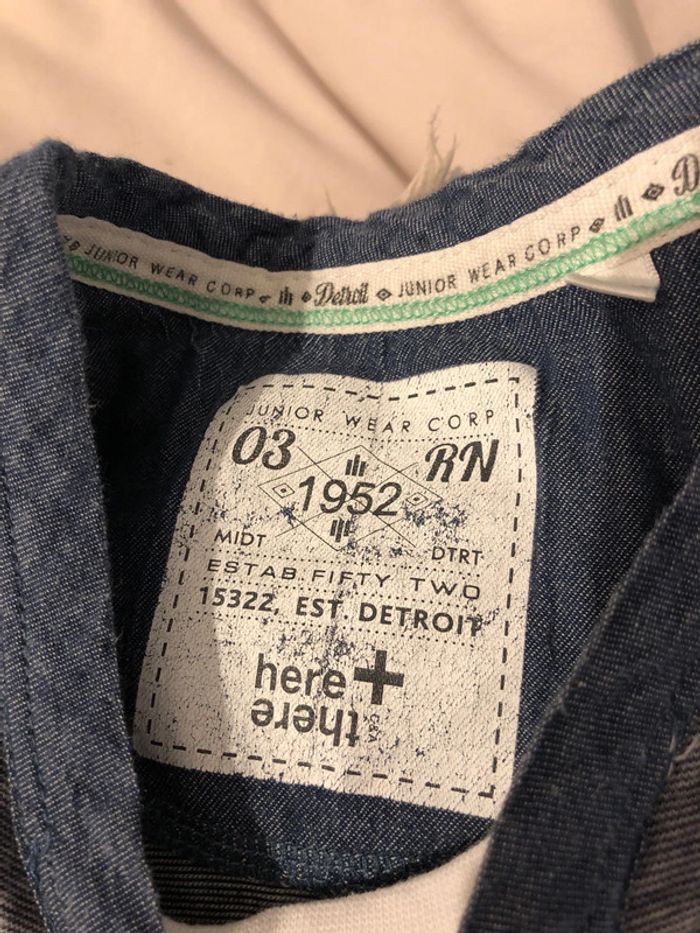 JUNIOR WEAR CORP Detroit JUNIOR WEAR CORP
JUNIOR WEAR CORP
03 RN
1952
MIDT DTRT
ESTAB. FIFTY TWO
15322, EST. DETROIT
here+
there
C&A